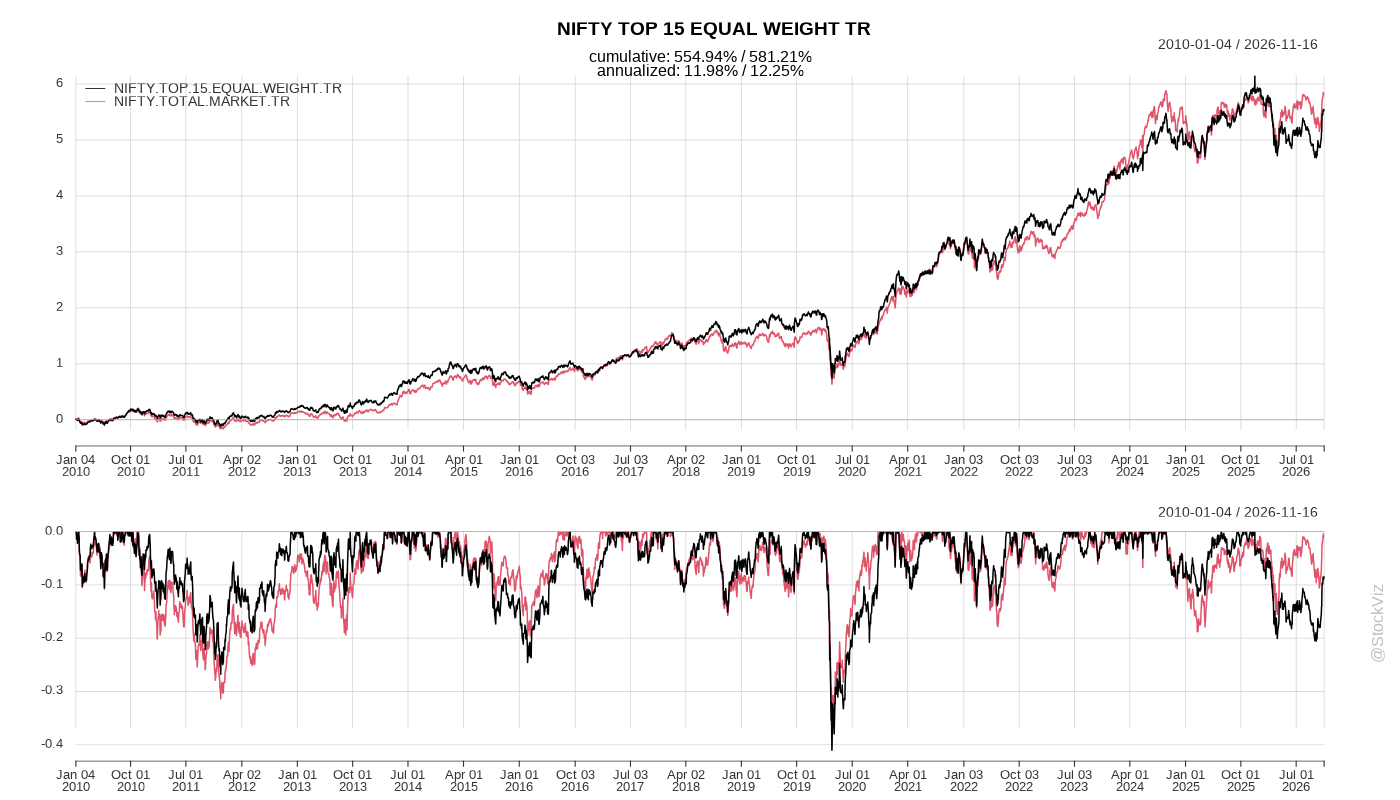 NIFTY TOP 15 EQUAL WEIGHT TR
2010-01-04 / 2026-11-16
cumulative: 554.94% / 581.21%
annualized: 11.98% / 12.25%
NIFTY.TOP.15.EQUAL.WEIGHT.TR
NIFTY.TOTAL.MARKET.TR
6
5
4
3
2
1
0
Jan 04 Oct 01 Jul 01 Apr 02 Jan 01 Oct 01 Jul 01 Apr 01 Jan 01 Oct 03 Jul 03 Apr 02 Jan 01 Oct 01 Jul 01 Apr 01 Jan 03 Oct 03 Jul 03 Apr 01 Jan 01 Oct 01 Jul 01
2010 2010 2011 2012 2013 2013 2014 2015 2016 2016 2017 2018 2019 2019 2020 2021 2022 2022 2023 2024 2025 2025 2026
2010-01-04 / 2026-11-16
0.0
-0.1
-0.2
-0.3
-0.4
Jan 04 Oct 01 Jul 01 Apr 02 Jan 01 Oct 01 Jul 01 Apr 01 Jan 01 Oct 03 Jul 03 Apr 02 Jan 01 Oct 01 Jul 01 Apr 01 Jan 03 Oct 03 Jul 03 Apr 01 Jan 01 Oct 01 Jul 01
2010 2010 2011 2012 2013 2013 2014 2015 2016 2016 2017 2018 2019 2019 2020 2021 2022 2022 2023 2024 2025 2025 2026
@StockViz